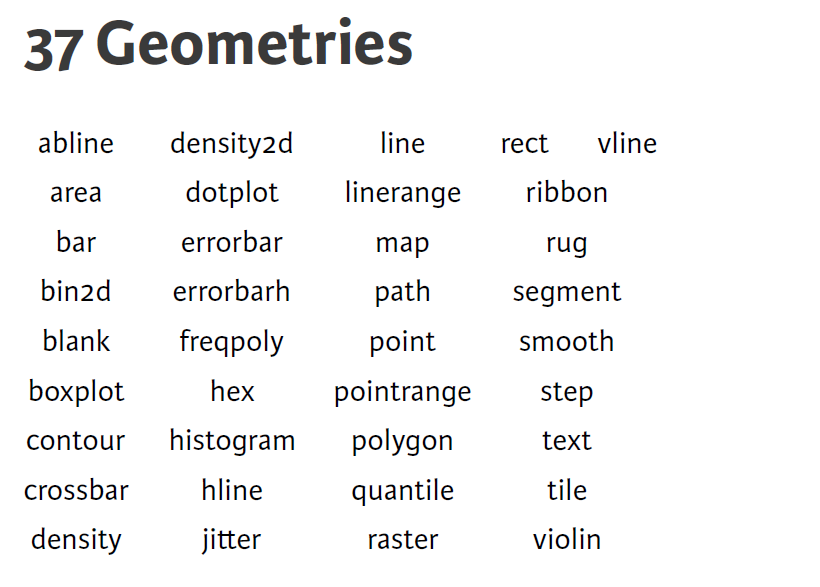 37 Geometries
abline density2d line rect vline
area dotplot linerange ribbon
bar errorbar map rug
bin2d errorbarh path segment
blank freqpoly point smooth
boxplot hex pointrange step
contour histogram polygon text
crossbar hline quantile tile
density jitter raster violin